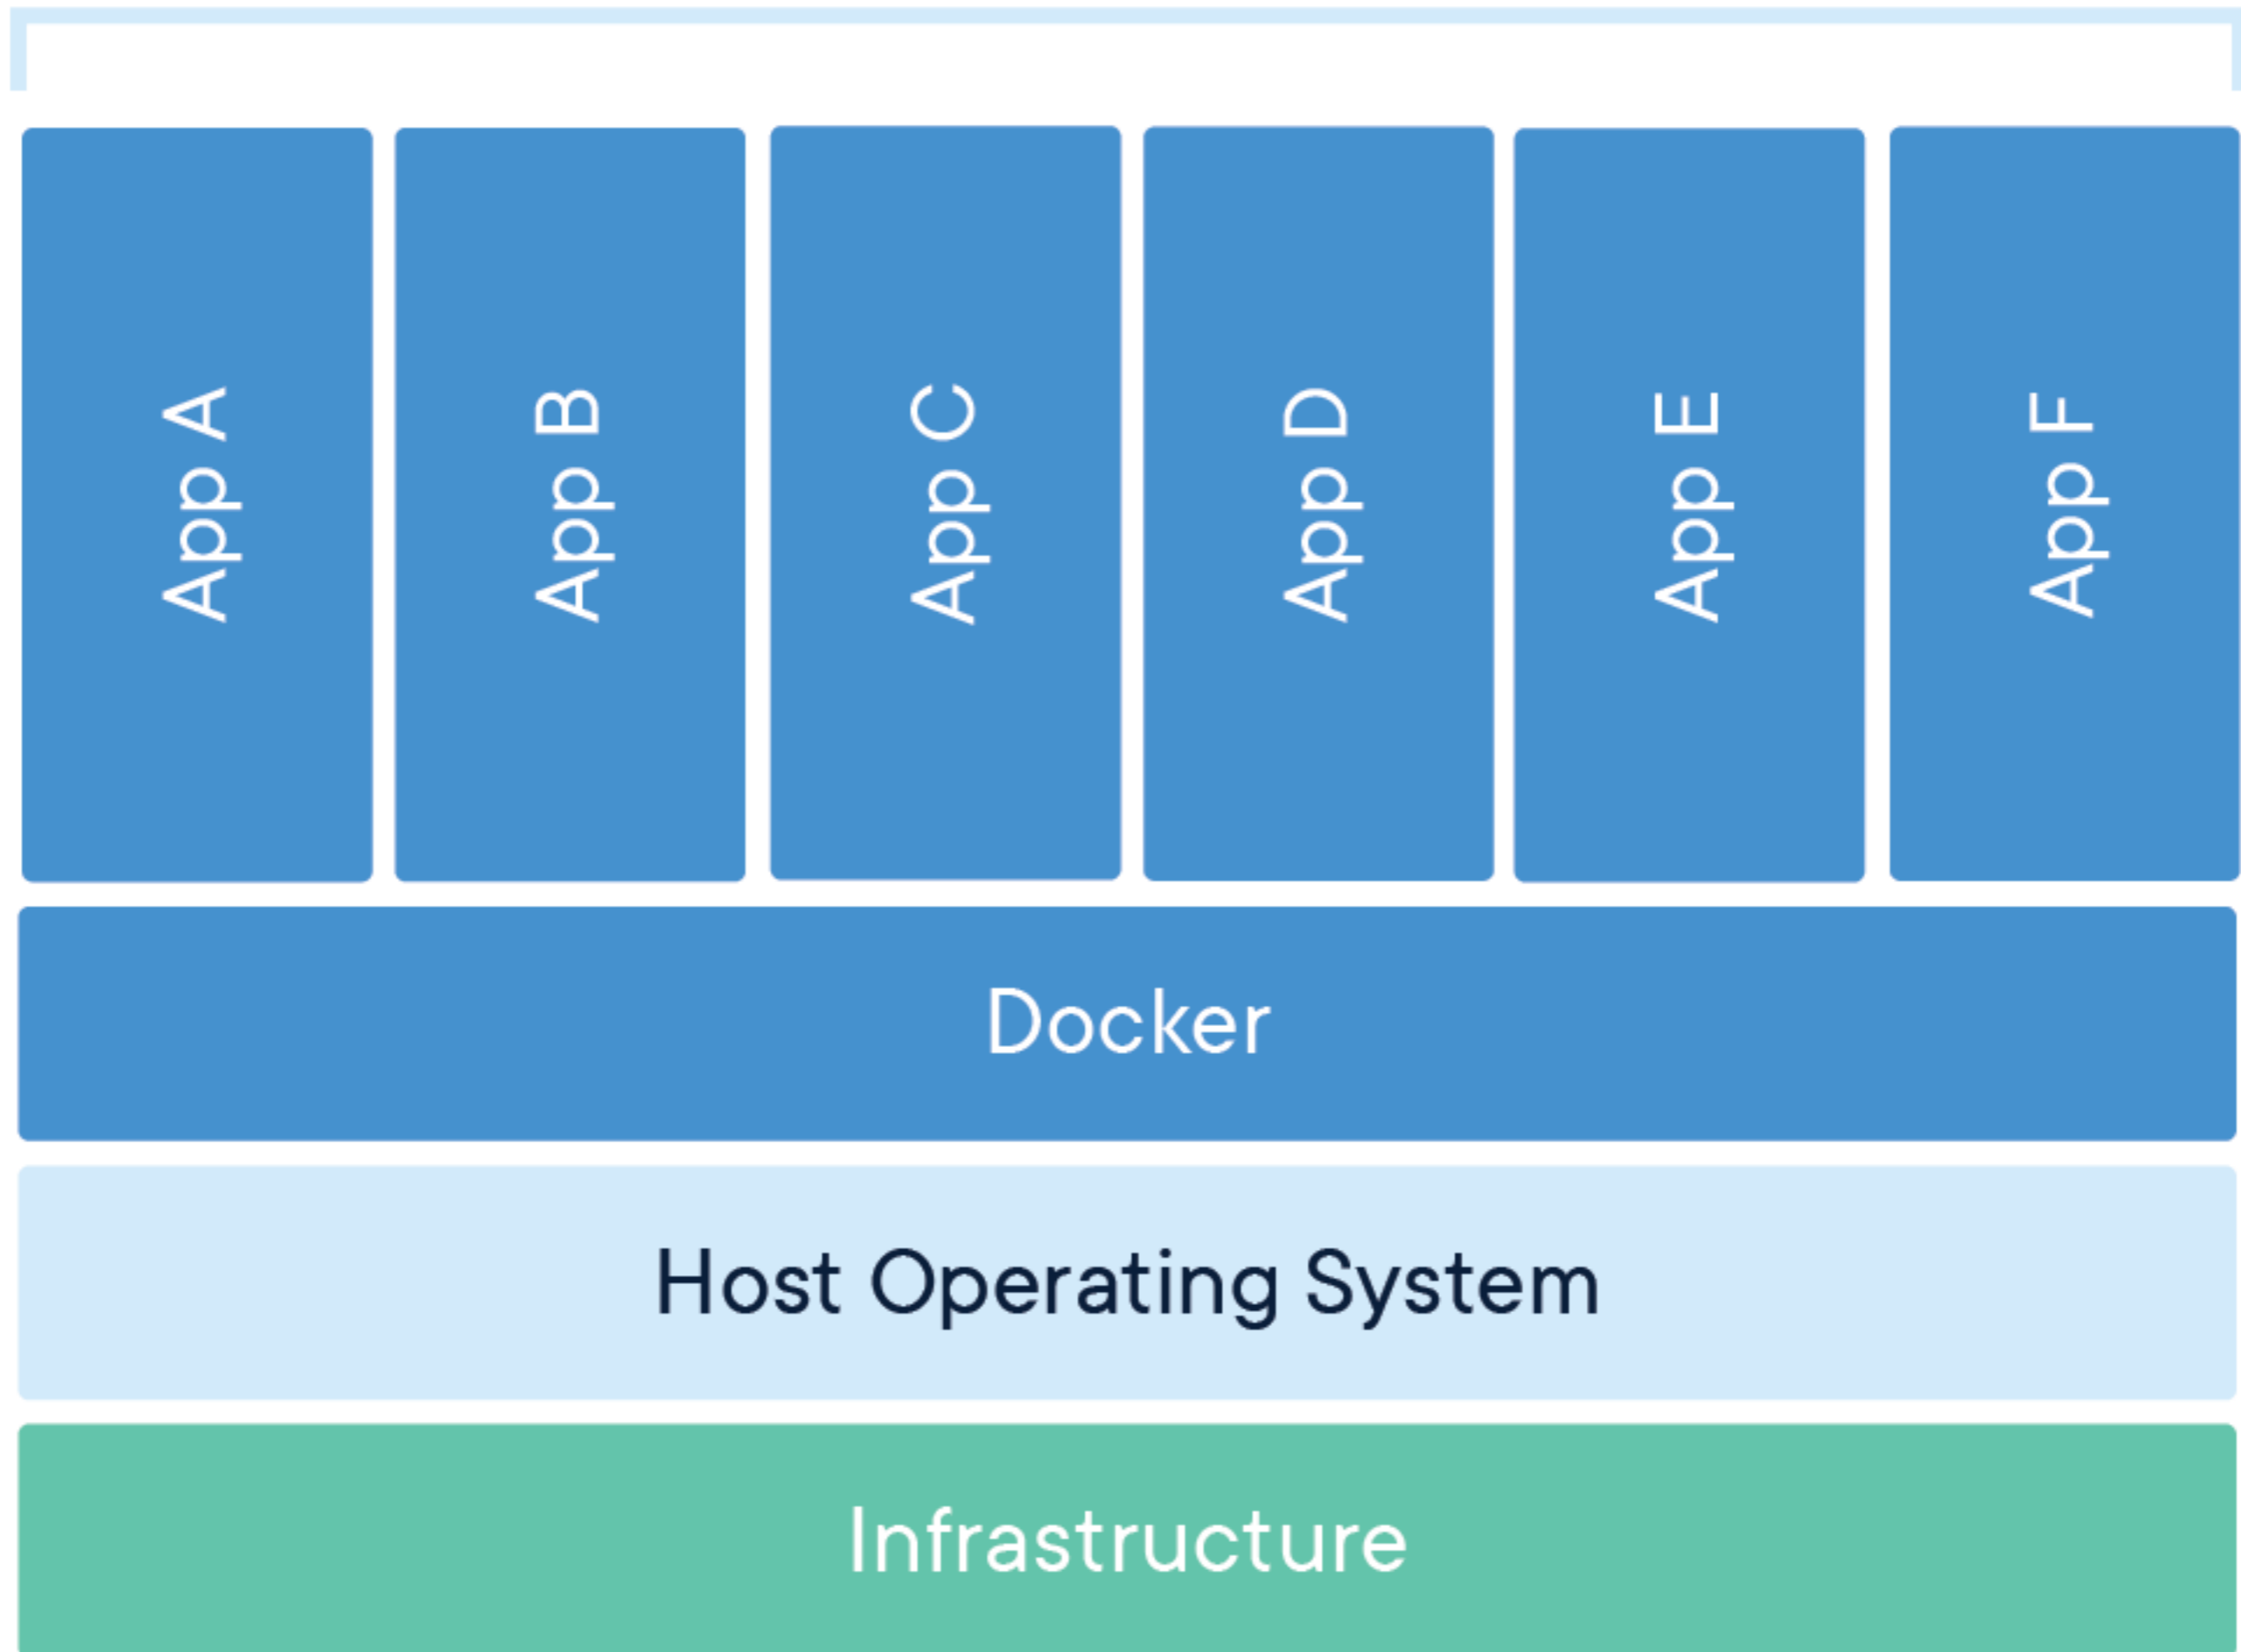 App A
App B
App C
App D
App E
App F
Docker
Host Operating System
Infrastructure